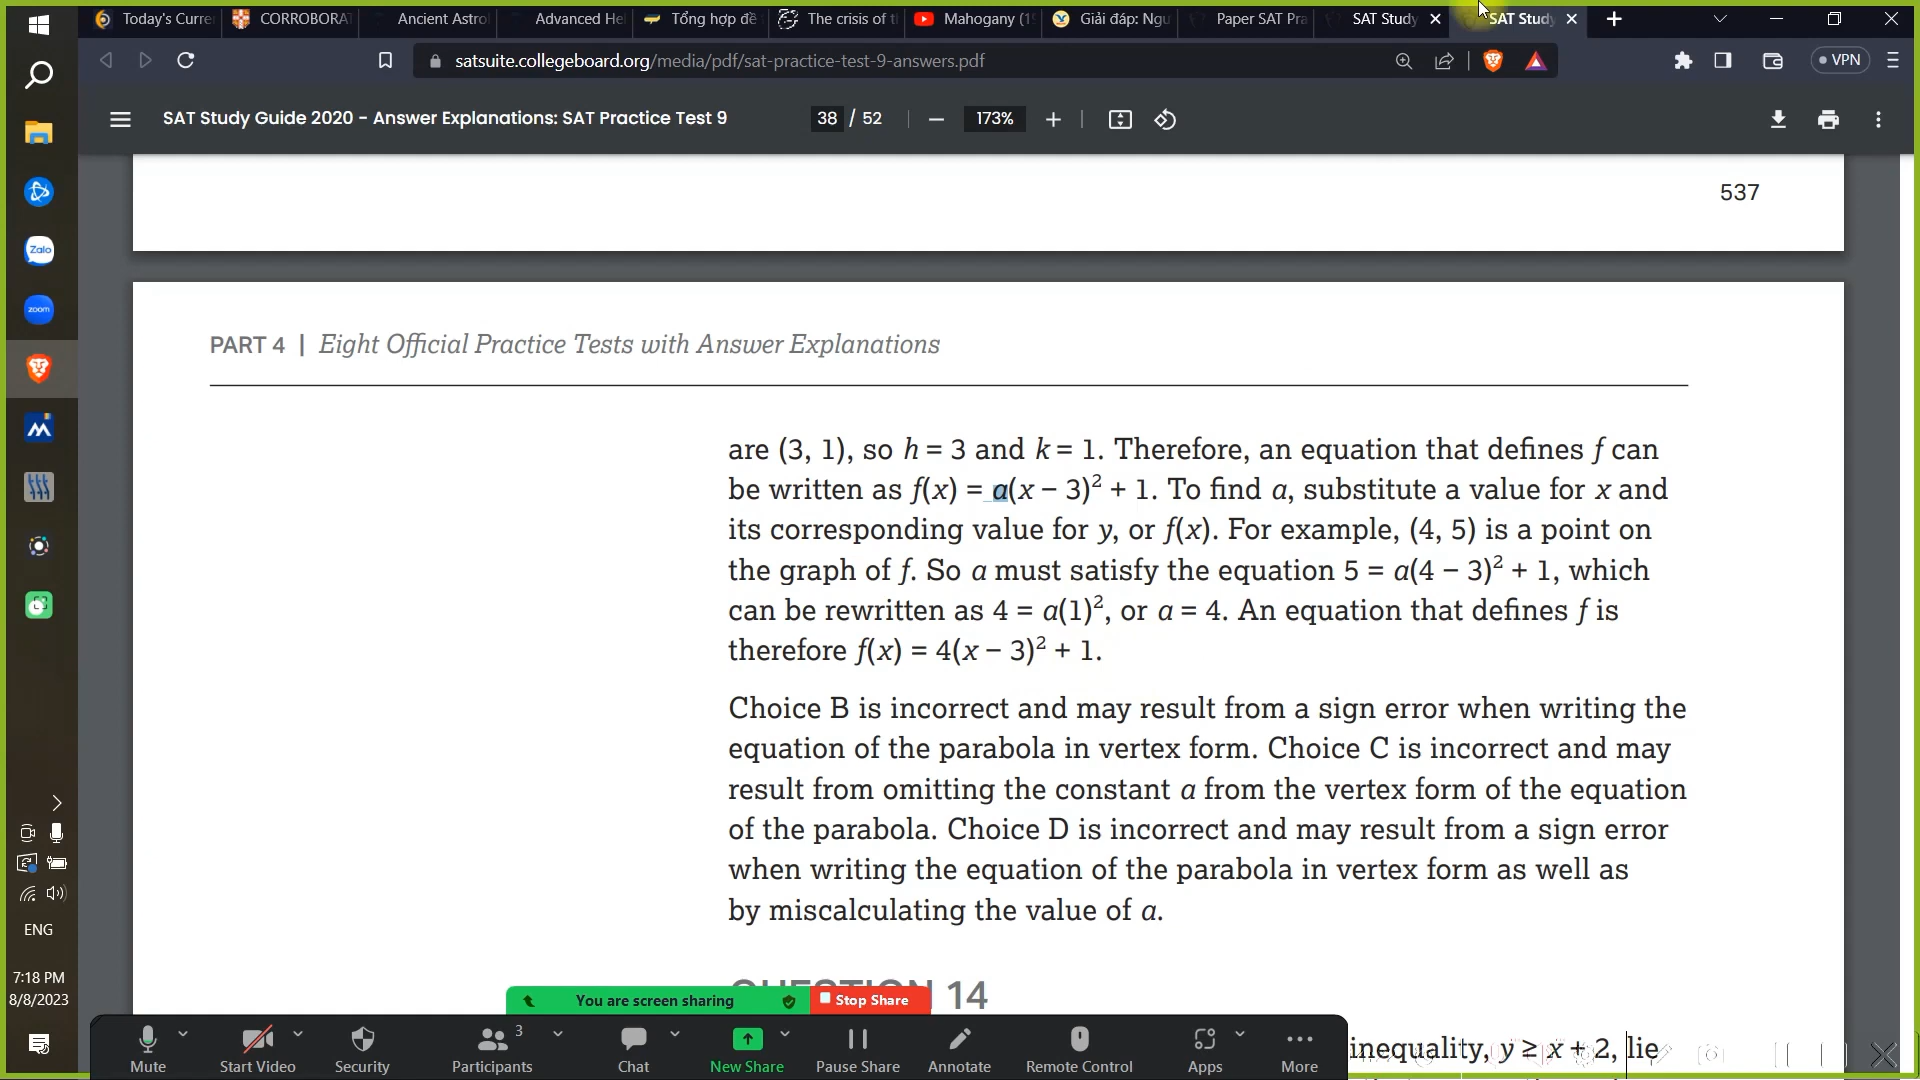 Today's Curre
CORROBORAT
Ancient Astrol
Advanced He
Tổng hợp đề
The crisis of t
Mahogany (1
Giải đáp: Ngu
Paper SAT Pra
SAT Study
SAT Study
satsuite.collegeboard.org/media/pdf/sat-practice-test-9-answers.pdf
VPN
SAT Study Guide 2020 - Answer Explanations: SAT Practice Test 9
38 / 52
173%
537
PART 4 | Eight Official Practice Tests with Answer Explanations
are (3, 1), so h = 3 and k = 1. Therefore, an equation that defines f can
be written as f(x) = a(x − 3)² + 1. To find a, substitute a value for x and
its corresponding value for y, or f(x). For example, (4, 5) is a point on
the graph of f. So a must satisfy the equation 5 = a(4 − 3)² + 1, which
can be rewritten as 4 = a(1)², or a = 4. An equation that defines f is
therefore f(x) = 4(x − 3)² + 1.
Choice B is incorrect and may result from a sign error when writing the
equation of the parabola in vertex form. Choice C is incorrect and may
result from omitting the constant a from the vertex form of the equation
of the parabola. Choice D is incorrect and may result from a sign error
when writing the equation of the parabola in vertex form as well as
by miscalculating the value of a.
QUESTION 14
inequality, y ≥ x + 2, lie
Zalo
zoom
ENG
7:18 PM
8/8/2023
You are screen sharing
Stop Share
Mute
Start Video
Security
Participants
3
Chat
New Share
Pause Share
Annotate
Remote Control
Apps
More